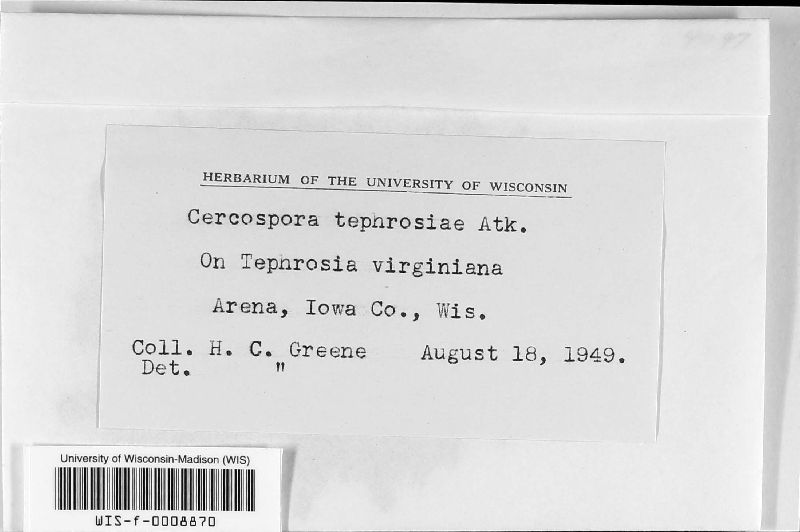 HERBARIUM OF THE UNIVERSITY OF WISCONSIN
Cercospora tephrosiae Atk.
On Tephrosia virginiana
Arena, Iowa Co., Wis.
Coll. H. C. Greene August 18, 1949.
Det. "
University of Wisconsin-Madison (WIS)
WIS-f-0008870